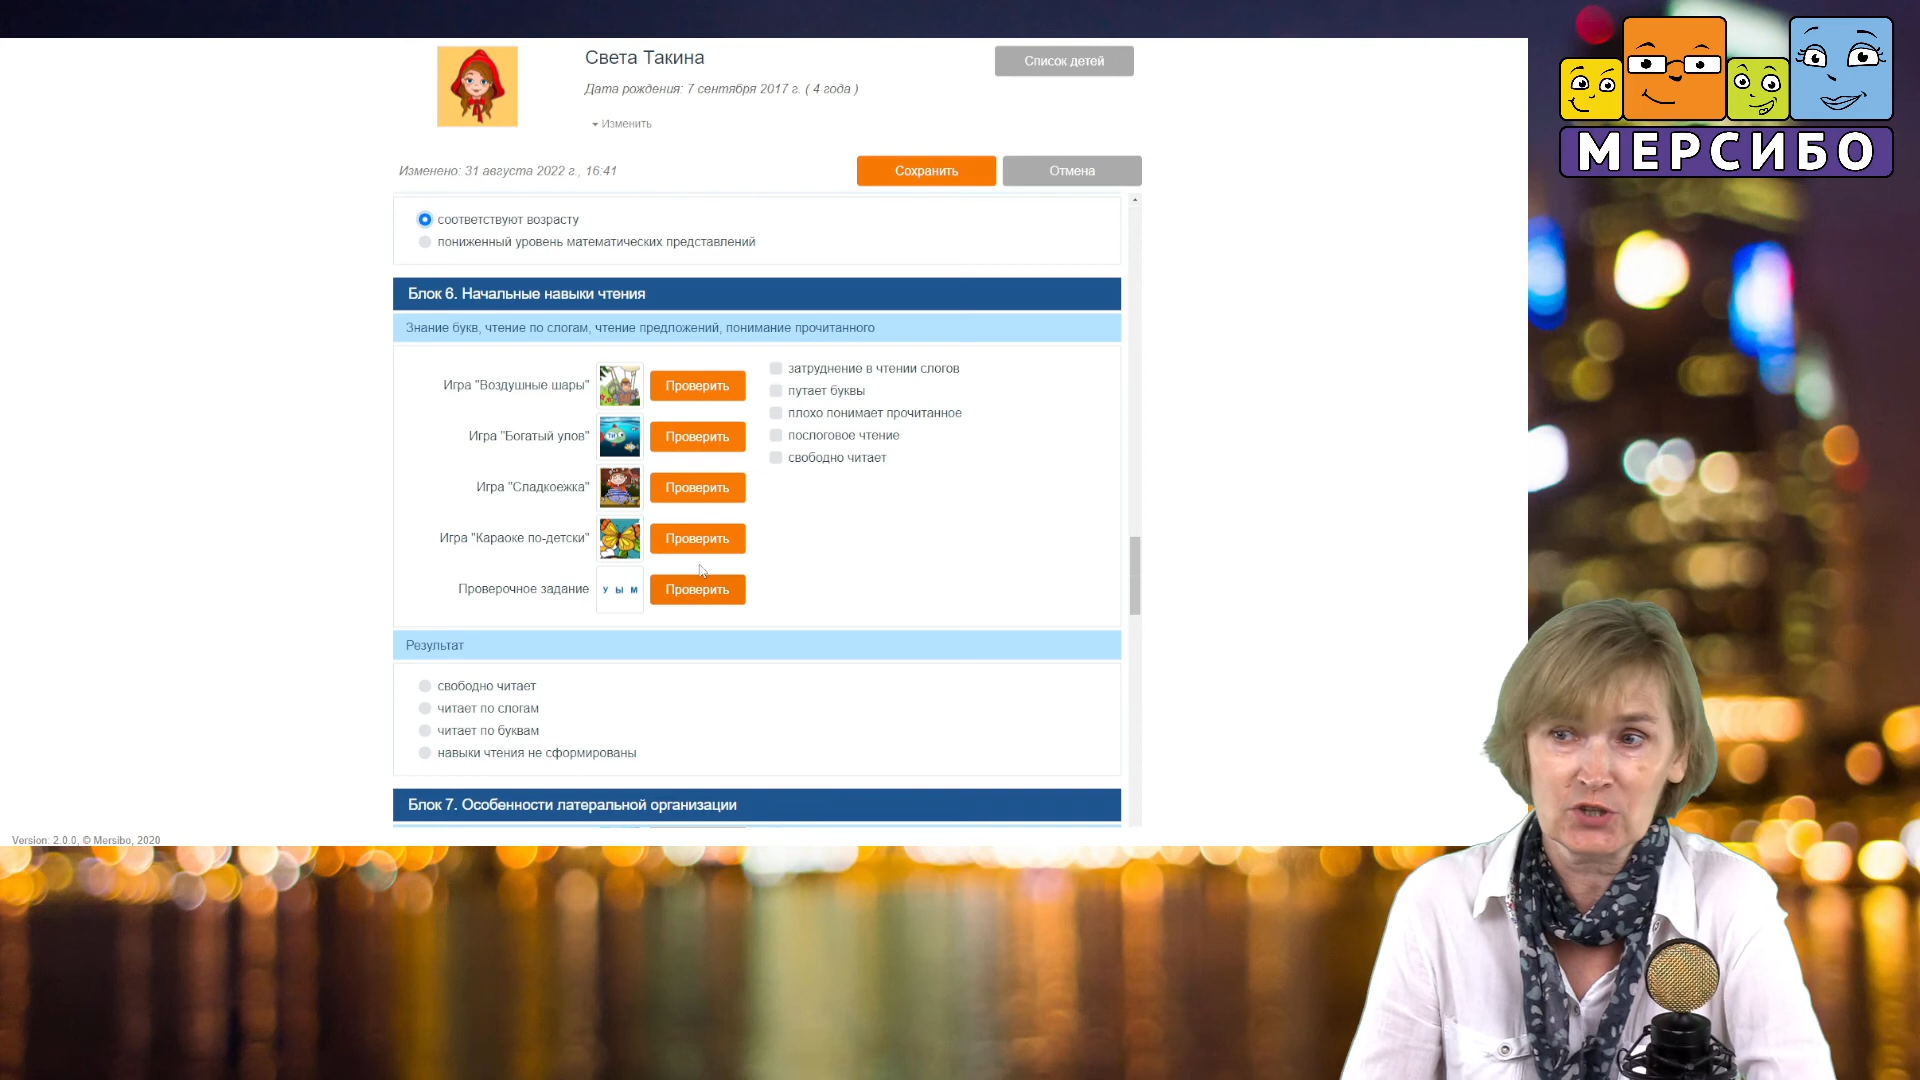 Света Такина
Список детей
Дата рождения: 7 сентября 2017 г. ( 4 года )
Изменить
Изменено: 31 августа 2022 г., 16:41
Сохранить
Отмена
соответствуют возрасту
пониженный уровень математических представлений
Блок 6. Начальные навыки чтения
Знание букв, чтение по слогам, чтение предложений, понимание прочитанного
Игра "Воздушные шары"
Проверить
Игра "Богатый улов"
Проверить
Игра "Сладкоежка"
Проверить
Игра "Караоке по-детски"
Проверить
Проверочное задание
У Ы М
Проверить
затруднение в чтении слогов
путает буквы
плохо понимает прочитанное
послоговое чтение
свободно читает
Результат
свободно читает
читает по слогам
читает по буквам
навыки чтения не сформированы
Блок 7. Особенности латеральной организации
Version: 2.0.0, © Mersibo, 2020
МЕРСИБО